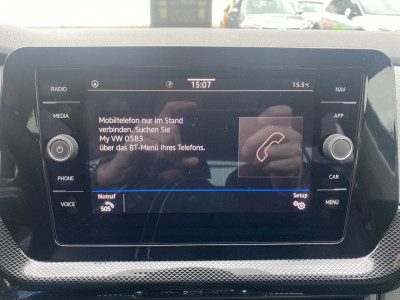 RADIO
MEDIA
PHONE
VOICE
15:07
15.5°C
Mobiltelefon nur im Stand
verbinden. Suchen Sie
My VW 0583
über das BT-Menü Ihres Telefons.
Notruf
SOS
Setup
NAV
APP
CAR
MENU